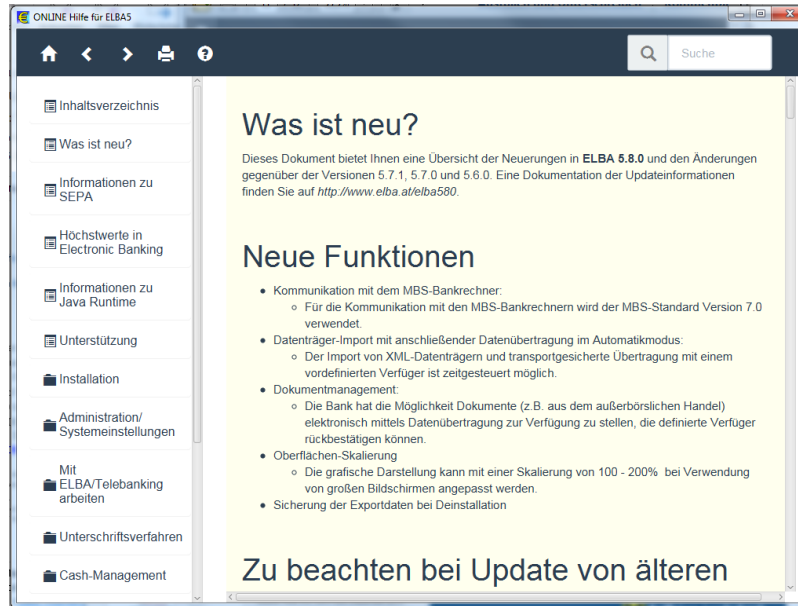 ONLINE Hilfe für ELBA5
Suche
Inhaltsverzeichnis
Was ist neu?
Informationen zu
SEPA
Höchstwerte in
Electronic Banking
Informationen zu
Java Runtime
Unterstützung
Installation
Administration/
Systemeinstellungen
Mit
ELBA/Telebanking
arbeiten
Unterschriftsverfahren
Cash-Management
Was ist neu?
Dieses Dokument bietet Ihnen eine Übersicht der Neuerungen in ELBA 5.8.0 und den Änderungen
gegenüber der Versionen 5.7.1, 5.7.0 und 5.6.0. Eine Dokumentation der Updateinformationen
finden Sie auf http://www.elba.at/elba580.
Neue Funktionen
• Kommunikation mit dem MBS-Bankrechner:
◦ Für die Kommunikation mit den MBS-Bankrechnern wird der MBS-Standard Version 7.0
verwendet.
• Datenträger-Import mit anschließender Datenübertragung im Automatikmodus:
◦ Der Import von XML-Datenträgern und transportgesicherte Übertragung mit einem
vordefinierten Verfüger ist zeitgesteuert möglich.
• Dokumentmanagement:
◦ Die Bank hat die Möglichkeit Dokumente (z.B. aus dem außerbörslichen Handel)
elektronisch mittels Datenübertragung zur Verfügung zu stellen, die definierte Verfüger
rückbestätigen können.
• Oberflächen-Skalierung
◦ Die grafische Darstellung kann mit einer Skalierung von 100 - 200% bei Verwendung
von großen Bildschirmen angepasst werden.
• Sicherung der Exportdaten bei Deinstallation
Zu beachten bei Update von älteren